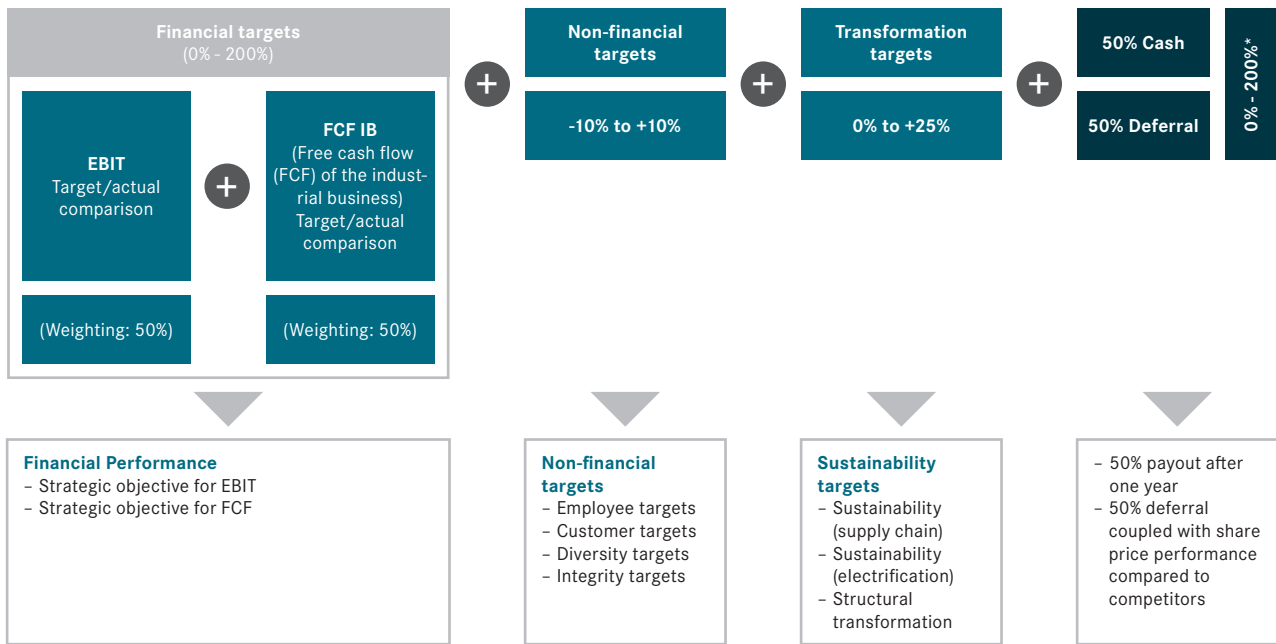 Financial targets
(0% - 200%)
EBIT
Target/actual
comparison
+
FCF IB
(Free cash flow
(FCF) of the indust-
rial business)
Target/actual
comparison
(Weighting: 50%)
(Weighting: 50%)
+
Non-financial
targets
-10% to +10%
+
Transformation
targets
0% to +25%
+
50% Cash
50% Deferral
0% - 200%*
Financial Performance
– Strategic objective for EBIT
– Strategic objective for FCF
Non-financial
targets
– Employee targets
– Customer targets
– Diversity targets
– Integrity targets
Sustainability
targets
– Sustainability
(supply chain)
– Sustainability
(electrification)
– Structural
transformation
– 50% payout after
one year
– 50% deferral
coupled with share
price performance
compared to
competitors